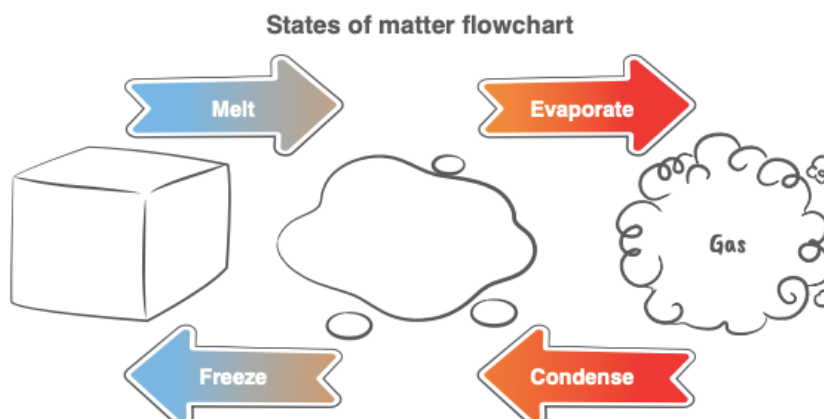 States of matter flowchart
Melt
Evaporate
Gas
Freeze
Condense